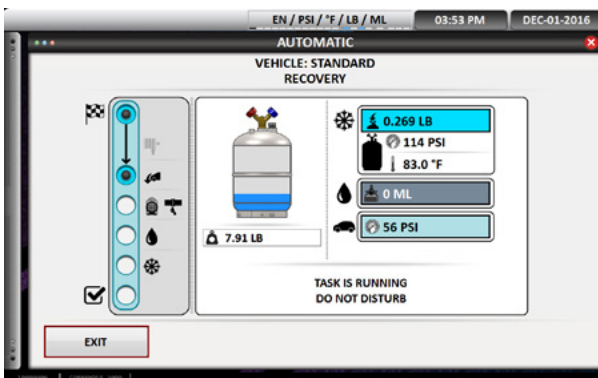 EN / PSI / °F / LB / ML
03:53 PM
DEC-01-2016
AUTOMATIC
VEHICLE: STANDARD
RECOVERY
0.269 LB
114 PSI
83.0 °F
0 ML
7.91 LB
56 PSI
TASK IS RUNNING
DO NOT DISTURB
EXIT